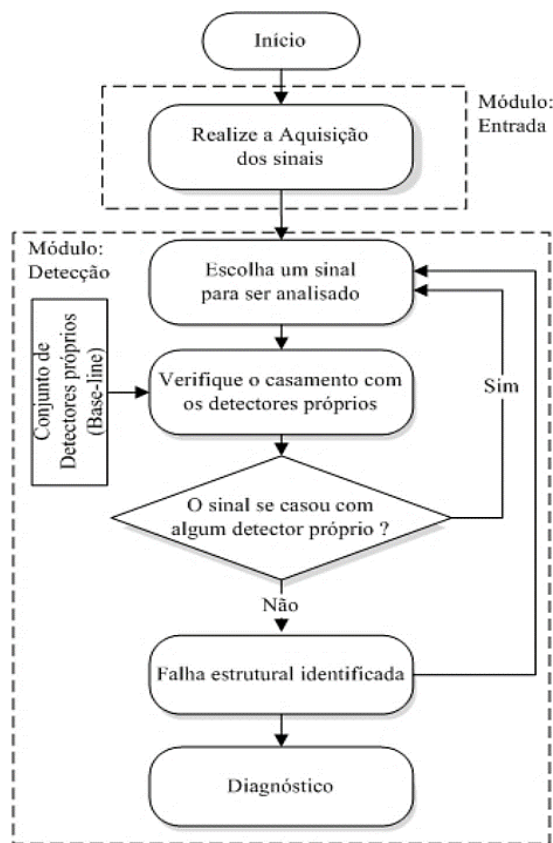 Início
Módulo:
Entrada
Realize a Aquisição
dos sinais
Módulo:
Detecção
Escolha um sinal
para ser analisado
Conjunto de
Detectores próprios
(Base-line)
Verifique o casamento com
os detectores próprios
Sim
O sinal se casou com
algum detector próprio ?
Não
Falha estrutural identificada
Diagnóstico